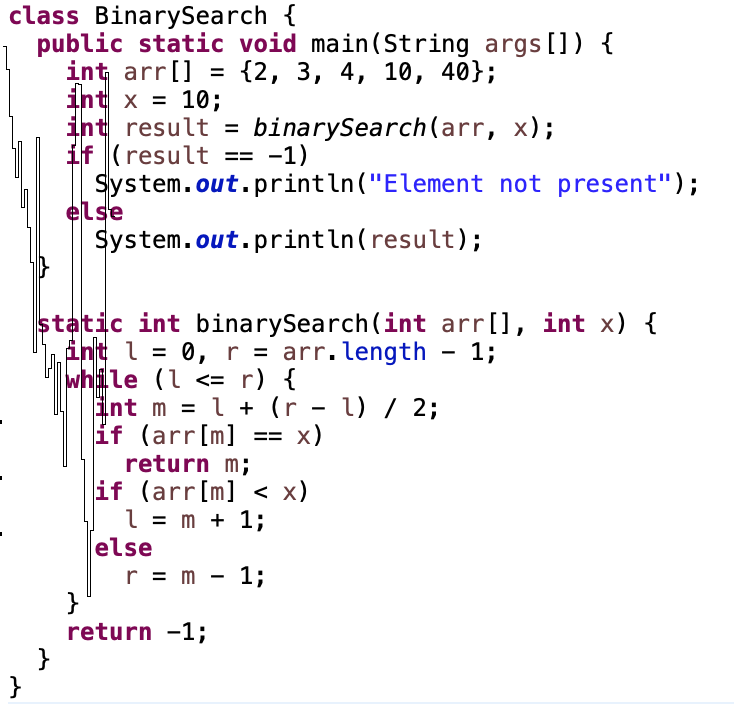 class BinarySearch {
  public static void main(String args[]) {
    int arr[] = {2, 3, 4, 10, 40};
    int x = 10;
    int result = binarySearch(arr, x);
    if (result == -1)
      System.out.println("Element not present");
    else
      System.out.println(result);
  }

  static int binarySearch(int arr[], int x) {
    int l = 0, r = arr.length - 1;
    while (l <= r) {
      int m = l + (r - l) / 2;
      if (arr[m] == x)
        return m;
      if (arr[m] < x)
        l = m + 1;
      else
        r = m - 1;
    }
    return -1;
  }
}